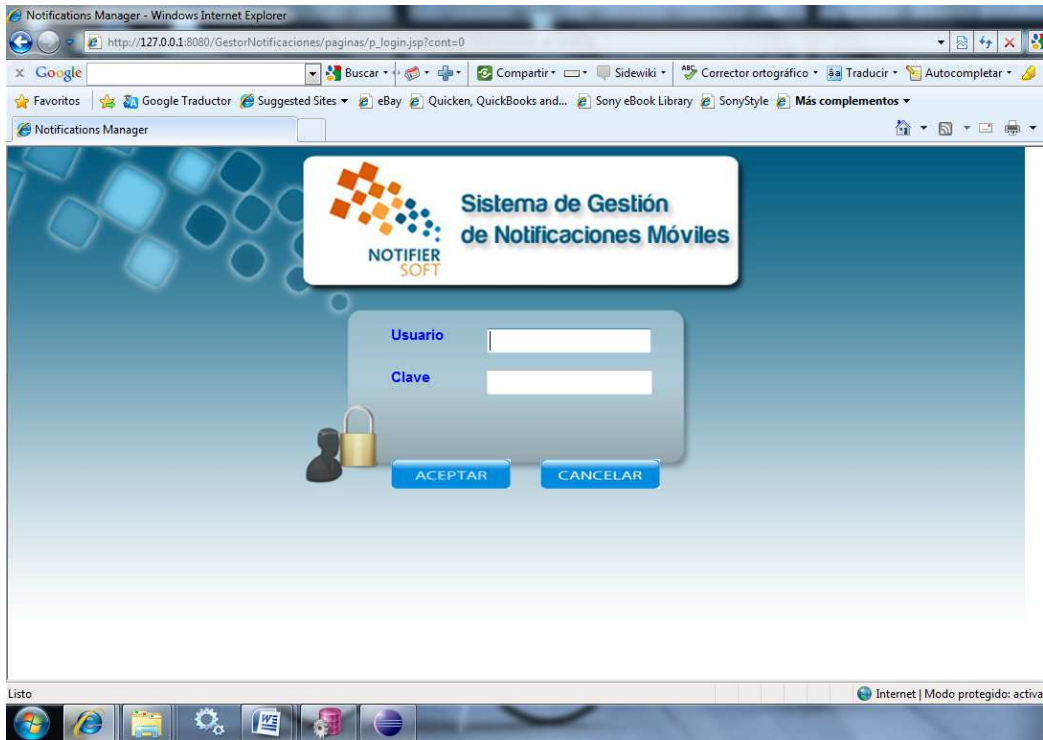 Notifications Manager - Windows Internet Explorer
http://127.0.0.1:8080/GestorNotificaciones/paginas/p_login.jsp?cont=0
x Google Buscar Compartir Sidewiki ABC Corrector ortográfico Traducir Autocompletar
Favoritos Google Traductor Suggested Sites eBay Quicken, QuickBooks and... Sony eBook Library SonyStyle Más complementos
Notifications Manager
NOTIFIER
SOFT
Sistema de Gestión
de Notificaciones Móviles
Usuario
Clave
ACEPTAR CANCELAR
Listo Internet | Modo protegido: activa